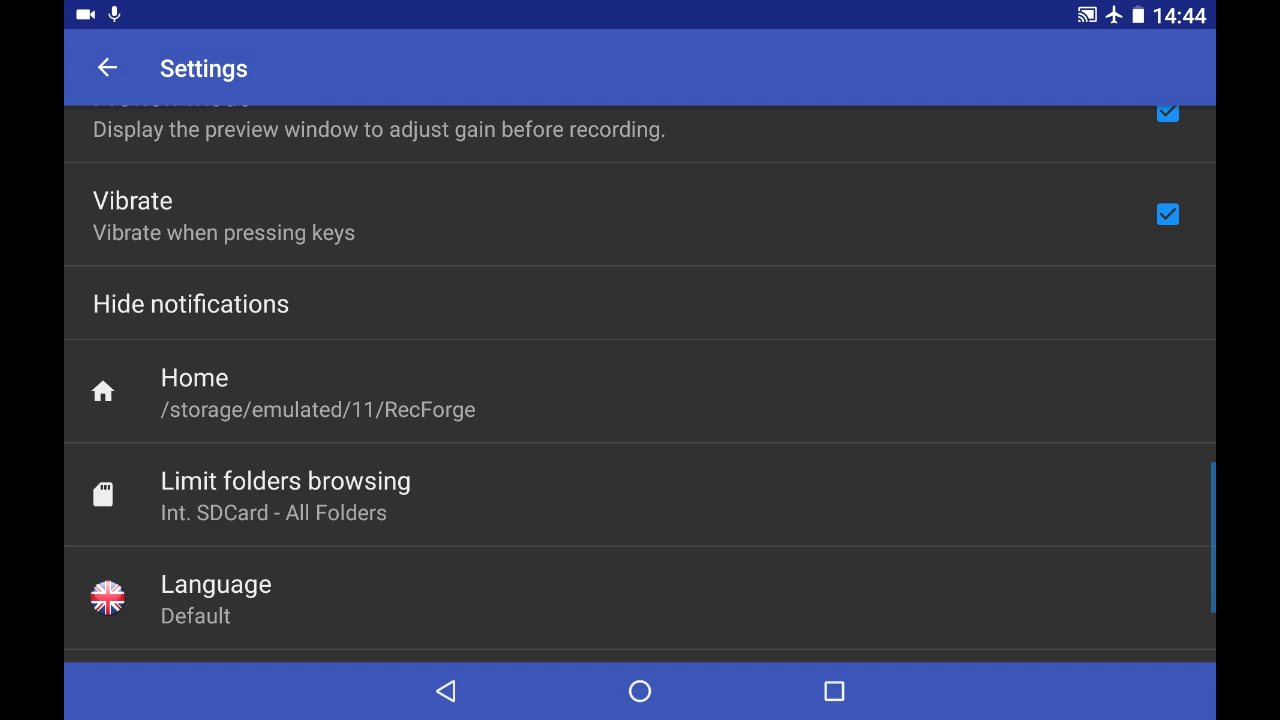 14:44
Settings
Display the preview window to adjust gain before recording.
Vibrate
Vibrate when pressing keys
Hide notifications
Home
/storage/emulated/11/RecForge
Limit folders browsing
Int. SDCard - All Folders
Language
Default